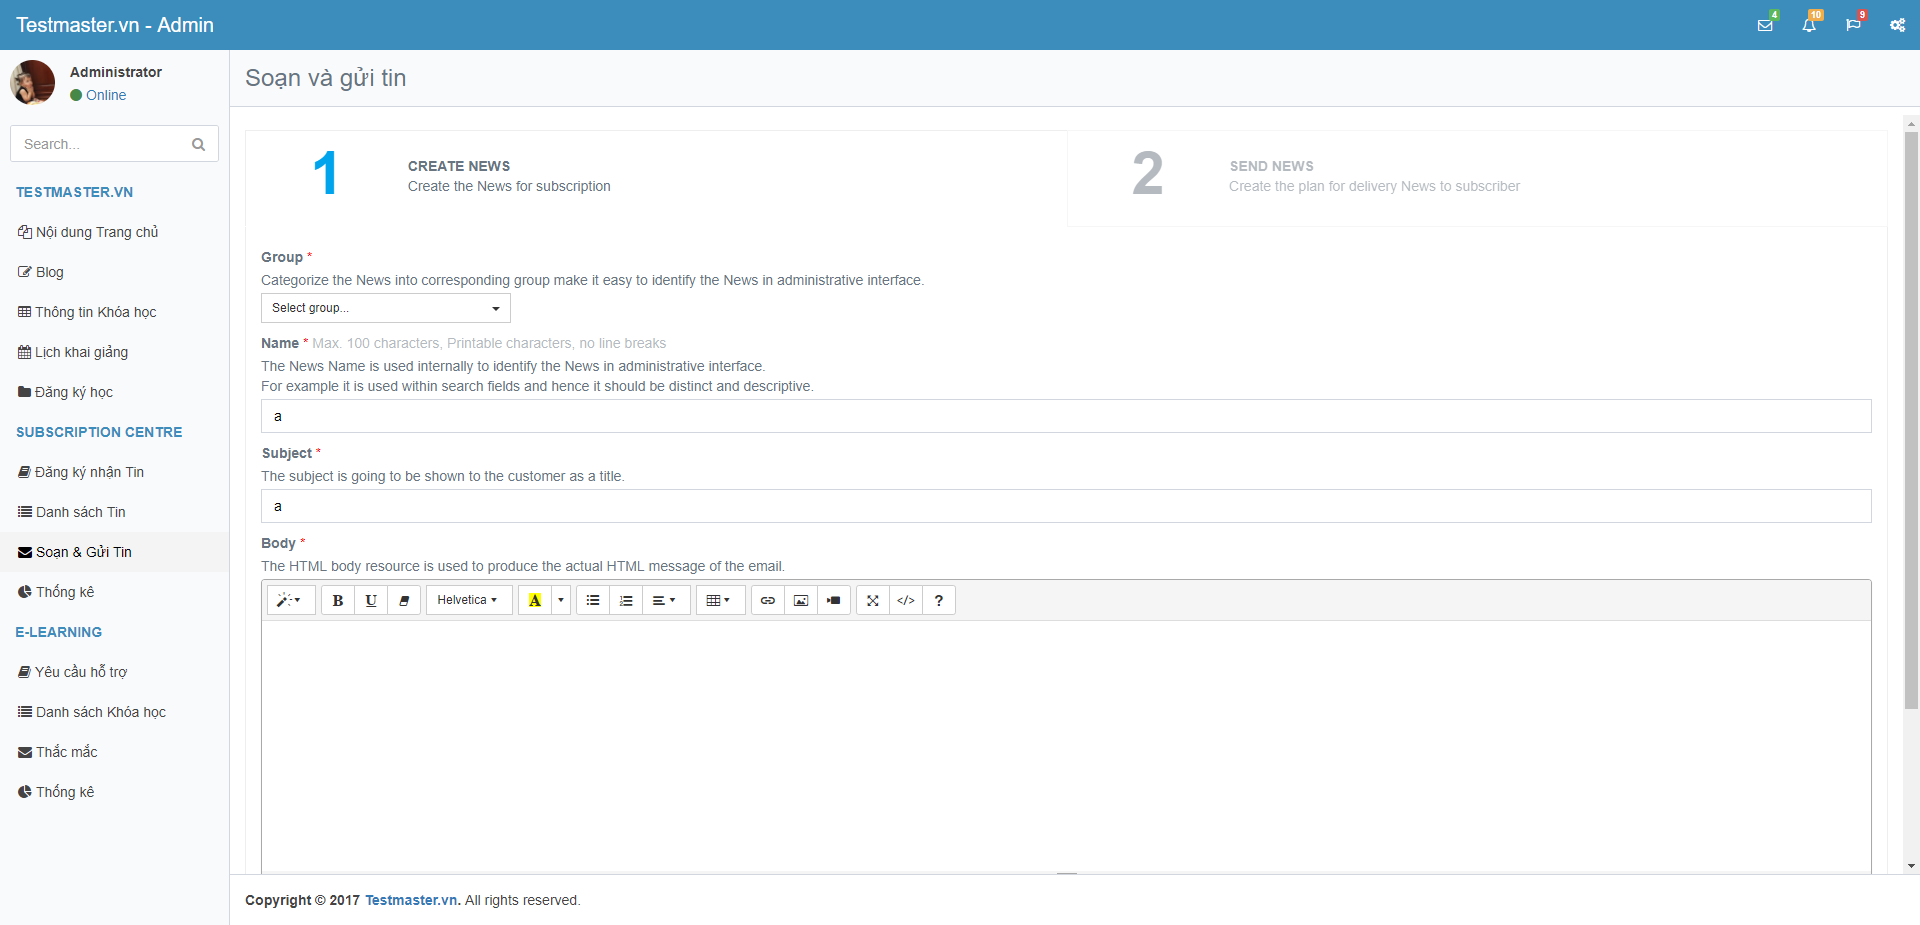 Testmaster.vn - Admin
4
10
9
Administrator
Online
Search...
TESTMASTER.VN
Nội dung Trang chủ
Blog
Thông tin Khóa học
Lịch khai giảng
Đăng ký học
SUBSCRIPTION CENTRE
Đăng ký nhận Tin
Danh sách Tin
Soạn & Gửi Tin
Thống kê
E-LEARNING
Yêu cầu hỗ trợ
Danh sách Khóa học
Thắc mắc
Thống kê
Soạn và gửi tin
1
CREATE NEWS
Create the News for subscription
2
SEND NEWS
Create the plan for delivery News to subscriber
Group *
Categorize the News into corresponding group make it easy to identify the News in administrative interface.
Select group...
Name * Max. 100 characters, Printable characters, no line breaks
The News Name is used internally to identify the News in administrative interface.
For example it is used within search fields and hence it should be distinct and descriptive.
a
Subject *
The subject is going to be shown to the customer as a title.
a
Body *
The HTML body resource is used to produce the actual HTML message of the email.
B U Helvetica A </> ?
Copyright © 2017 Testmaster.vn. All rights reserved.